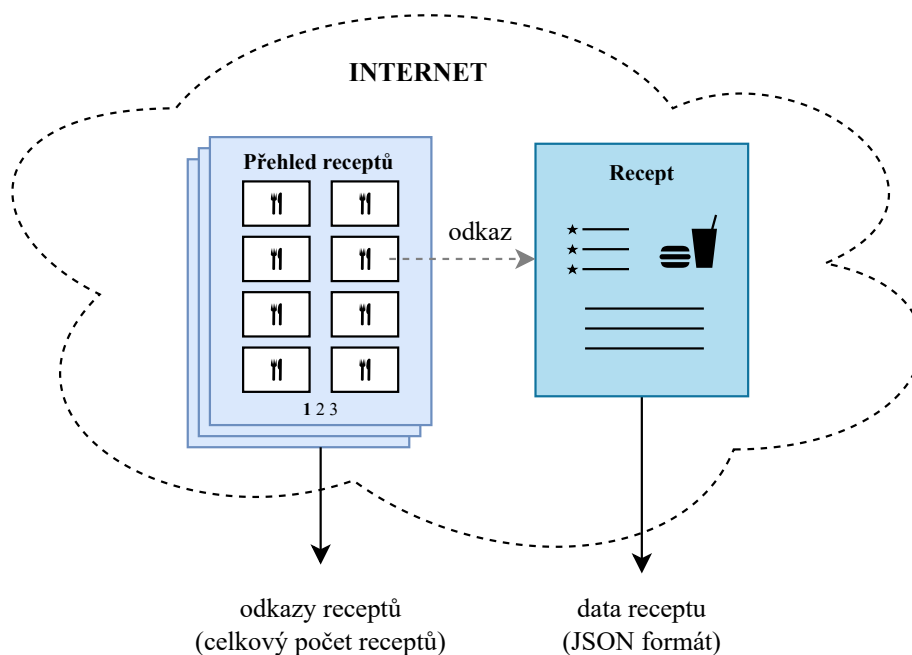 INTERNET
Přehled receptů
Recept
odkaz
1 2 3
odkazy receptů
(celkový počet receptů)
data receptu
(JSON formát)